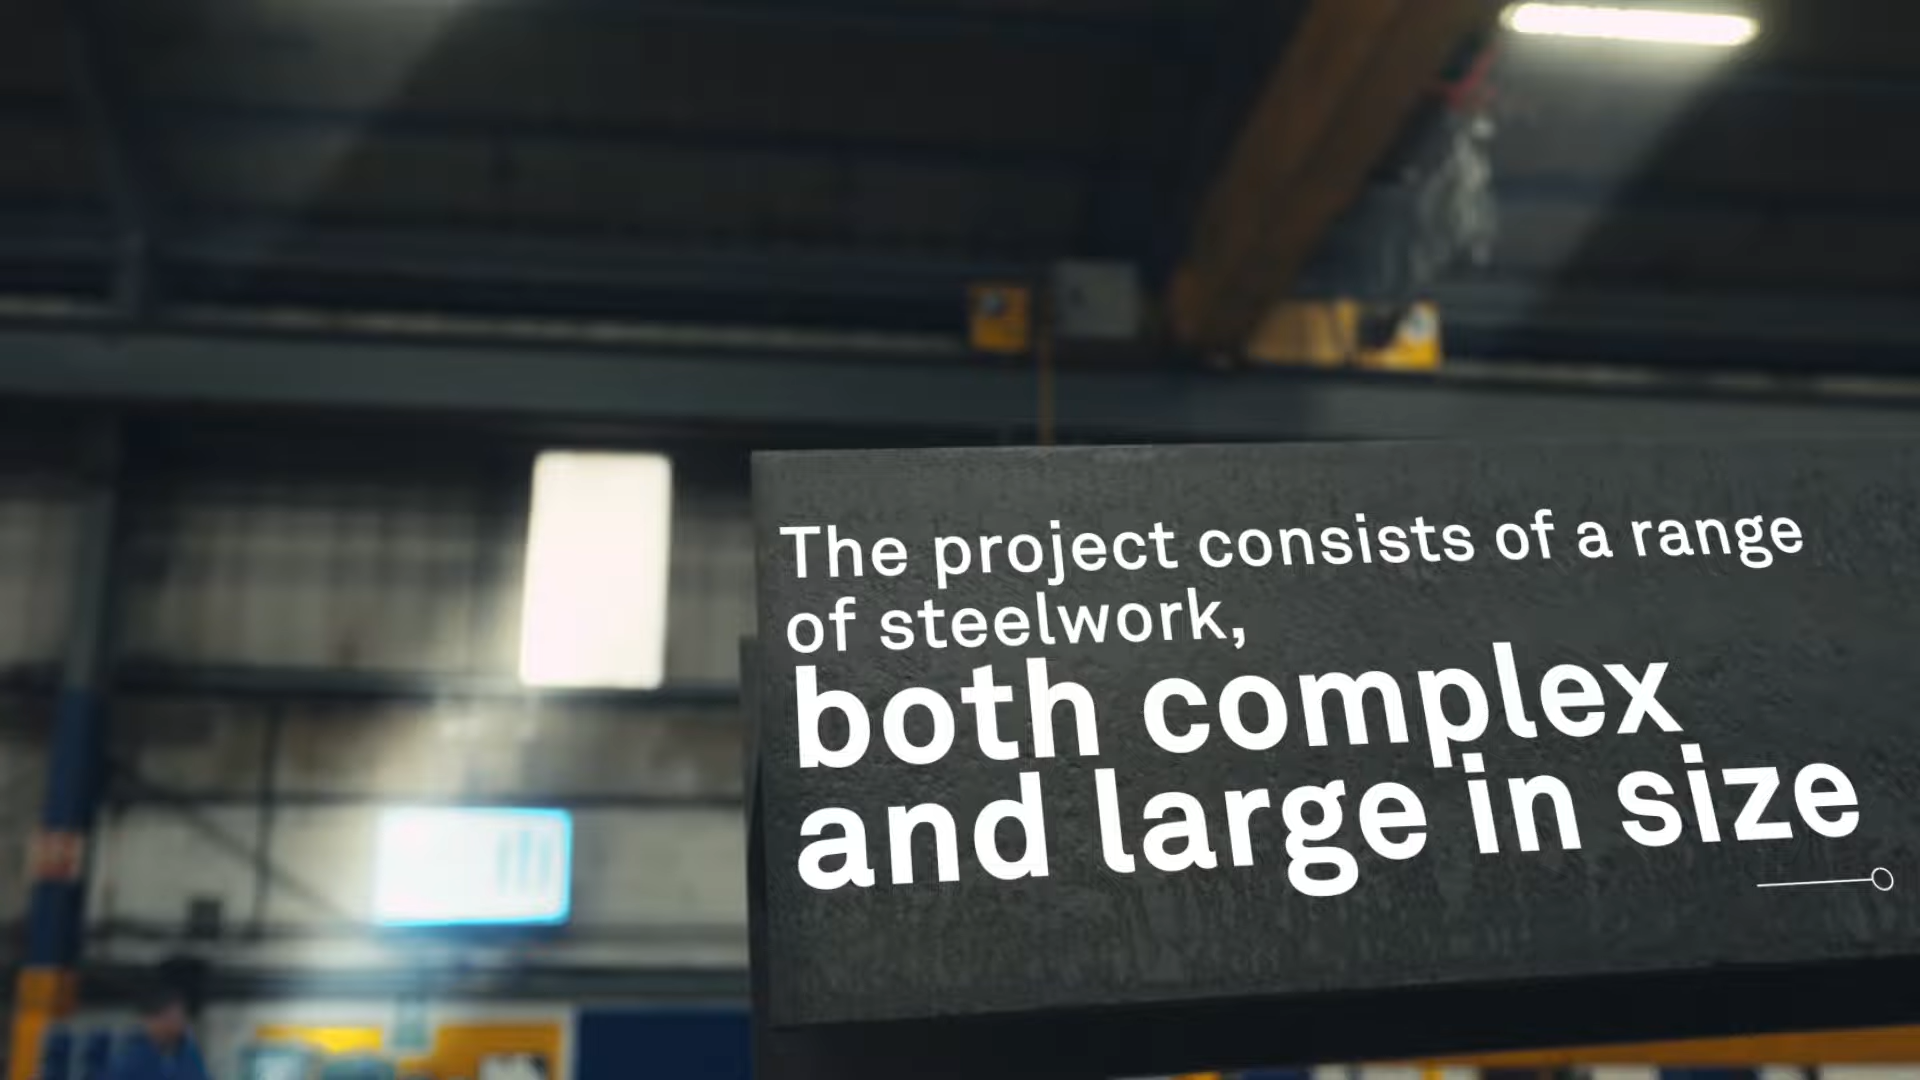 The project consists of a range
of steelwork,
both complex
and large in size